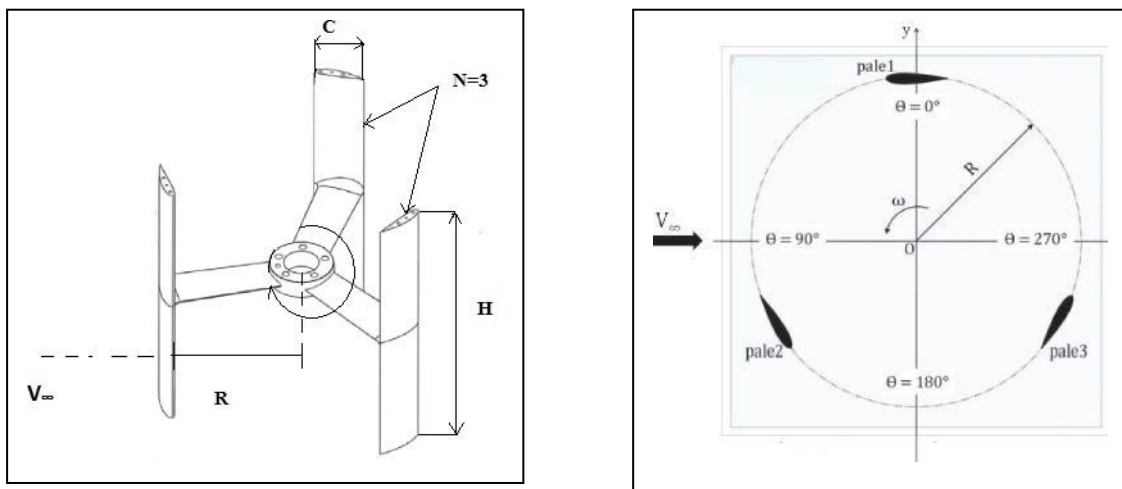 C
N=3
H
R
V∞
y
pale1
Θ = 0°
R
ω
V∞
Θ = 90°
O
Θ = 270°
pale2
pale3
Θ = 180°